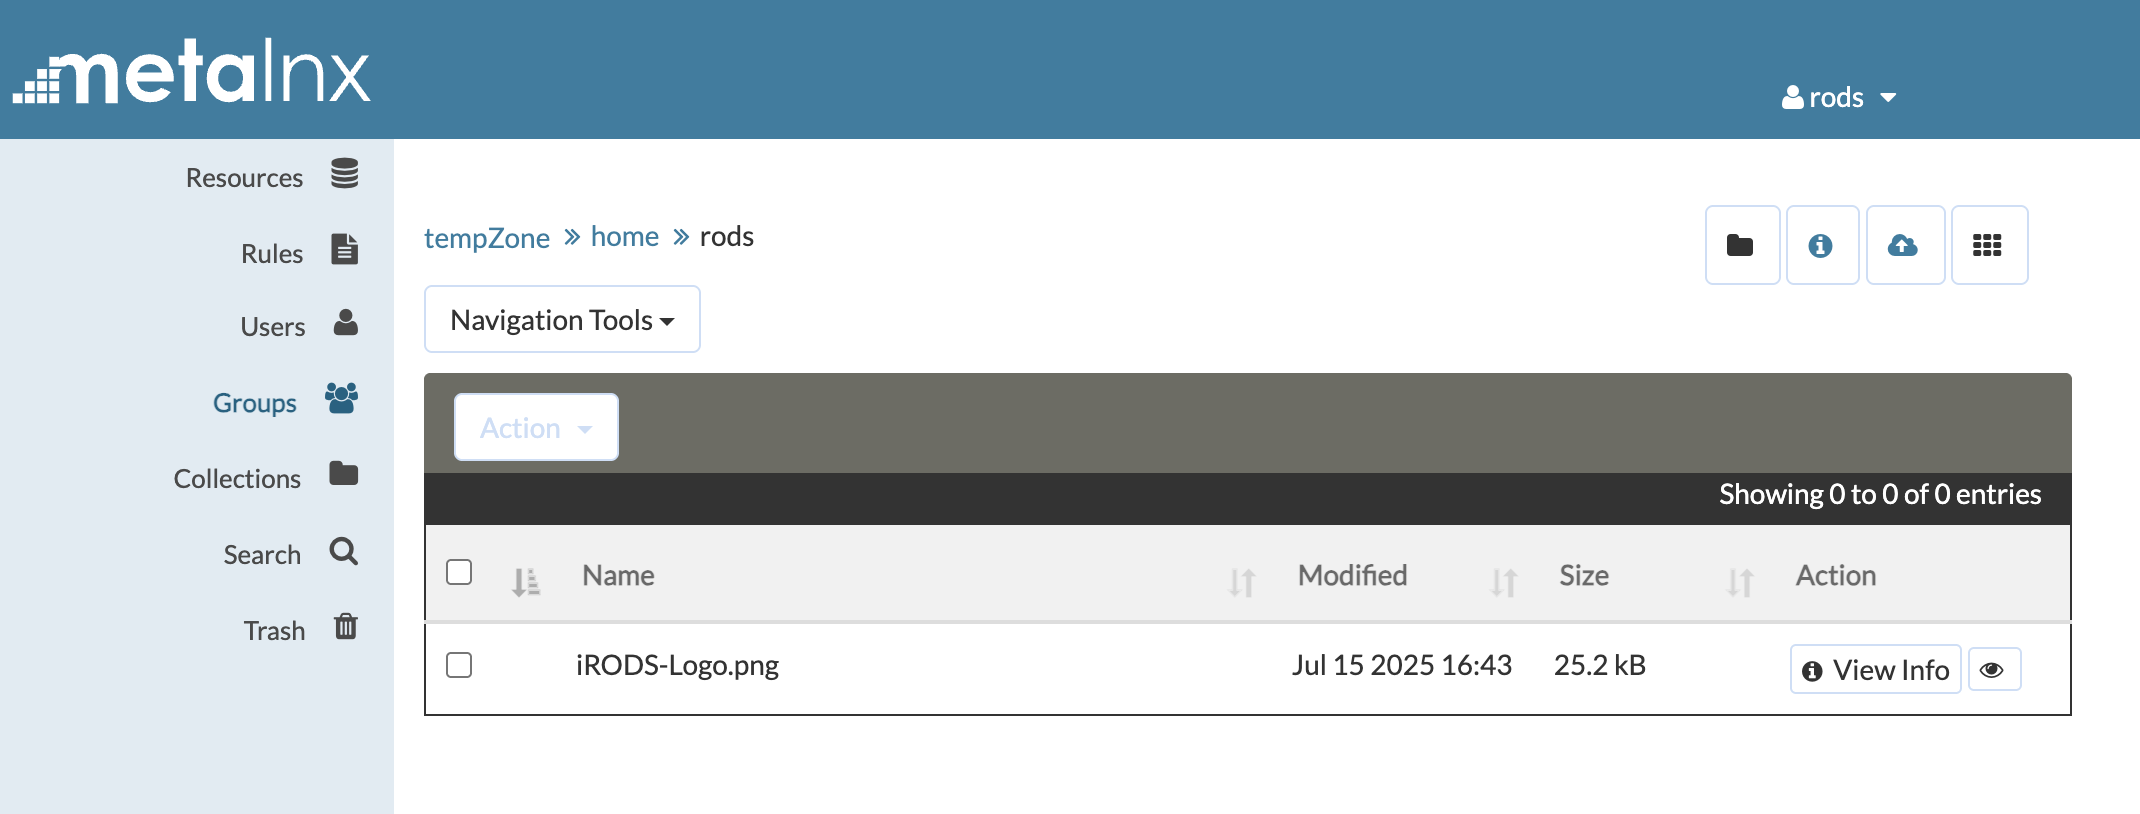 metalnx
rods
Resources
Rules
Users
Groups
Collections
Search
Trash
tempZone » home » rods
Navigation Tools
Action
Showing 0 to 0 of 0 entries
Name Modified Size Action
iRODS-Logo.png Jul 15 2025 16:43 25.2 kB View Info